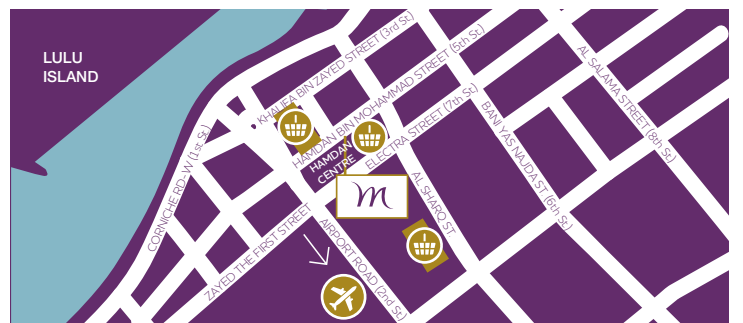 LULU
ISLAND
KHALIFA BIN ZAYED STREET (3rd St.)
HAMDAN BIN MOHAMMAD STREET (5th St.)
ELECTRA STREET (7th St.)
HAMDAN
CENTRE
AL SALAMA STREET (8th St.)
BANI YAS NAJDA ST (6th St.)
CORNICHE RD - W (1st St.)
AL SHARQ ST
m
ZAYED THE FIRST STREET
AIRPORT ROAD (2nd St.)